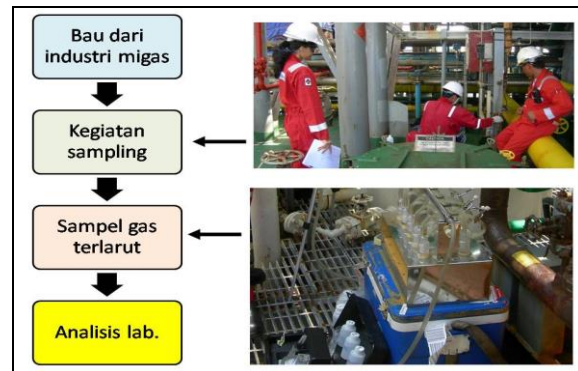 Bau dari
industri migas
Kegiatan
sampling
Sampel gas
terlarut
Analisis lab.